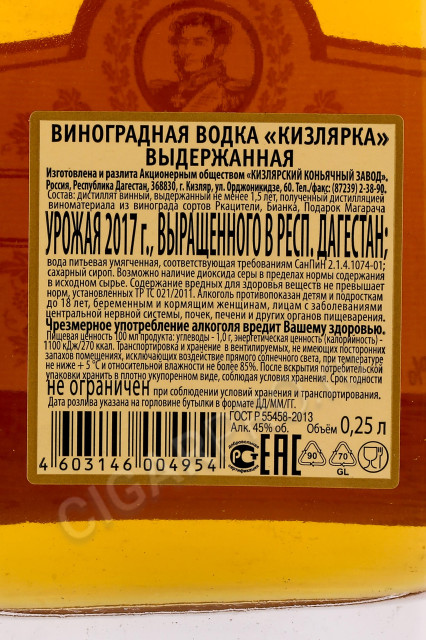 ВИНОГРАДНАЯ ВОДКА «КИЗЛЯРКА»
ВЫДЕРЖАННАЯ
Изготовлена и разлита Акционерным обществом «КИЗЛЯРСКИЙ КОНЬЯЧНЫЙ ЗАВОД».
Россия, Республика Дагестан, 368830, г. Кизляр, ул. Орджоникидзе, 60. Тел./факс: (87239) 2-38-90.
Состав: дистиллят винный, выдержанный не менее 1,5 лет, полученный дистилляцией
виноматериала из винограда сортов Ркацители, Бианка, Подарок Магарача
УРОЖАЯ 2017 г., ВЫРАЩЕННОГО В РЕСП. ДАГЕСТАН;
вода питьевая умягченная, соответствующая требованиям СанПиН 2.1.4.1074-01;
сахарный сироп. Возможно наличие диоксида серы в пределах нормы содержания
в исходном сырье. Содержание вредных для здоровья веществ не превышает
норм, установленных ТР ТС 021/2011. Алкоголь противопоказан детям и подросткам
до 18 лет, беременным и кормящим женщинам, лицам с заболеваниями
центральной нервной системы, почек, печени и других органов пищеварения.
Чрезмерное употребление алкоголя вредит Вашему здоровью.
Пищевая ценность 100 мл продукта: углеводы - 1,0 г, энергетическая ценность (калорийность) -
1100 кДж/270 ккал. Транспортировка и хранение в вентилируемых, не имеющих посторонних
запахов помещениях, исключающих воздействие прямого солнечного света, при температуре
не ниже + 5 °С и относительной влажности не более 85%. После вскрытия потребительской
упаковки хранить в плотно укупоренном виде, соблюдая условия хранения. Срок годности
не ограничен при соблюдении условий хранения и транспортирования.
Дата розлива указана на горловине бутылки в формате ДД/ММ/ГГ.
ГОСТ Р 55458-2013
Алк. 45% об. Объём 0,25 л
4 603146 004954
РСТ
ЕАС
90
70
GL